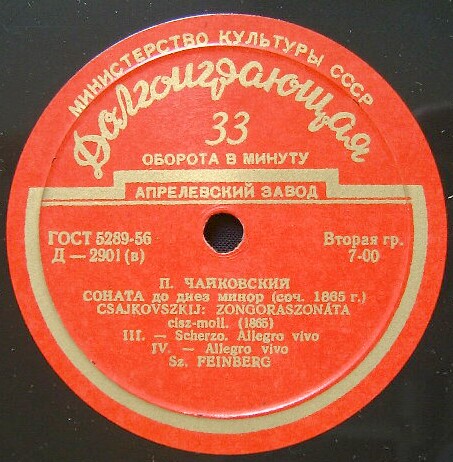 МИНИСТЕРСТВО КУЛЬТУРЫ СССР
Долгоиграющая
33
ОБОРОТА В МИНУТУ
АПРЕЛЕВСКИЙ ЗАВОД
ГОСТ 5289-56
Д — 2901 (в)
Вторая гр.
7-00
П. ЧАЙКОВСКИЙ
СОНАТА до диез минор (соч. 1865 г.)
CSAJKOVSZKIJ: ZONGORASZONÁTA
cisz-moll. (1865)
III. — Scherzo. Allegro vivo
IV. — Allegro vivo
Sz. FEINBERG